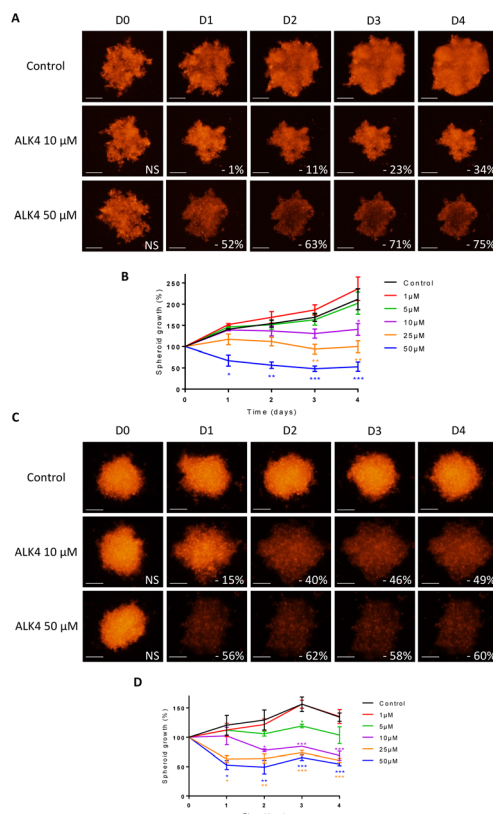 A
D0 D1 D2 D3 D4
Control
ALK4 10 µM
NS - 1% - 11% - 23% - 34%
ALK4 50 µM
NS - 52% - 63% - 71% - 75%
B
Spheroid growth (%)
250
200
150
100
50
0
0 1 2 3 4
Time (days)
Control
1µM
5µM
10µM
25µM
50µM
*
** **
* ** *** ***
C
D0 D1 D2 D3 D4
Control
ALK4 10 µM
NS - 15% - 40% - 46% - 49%
ALK4 50 µM
NS - 56% - 62% - 58% - 60%
D
Spheroid growth (%)
150
100
50
0
0 1 2 3 4
Control
1µM
5µM
10µM
25µM
50µM
*
* *** ***
* ** *** ***
* ** *** ***